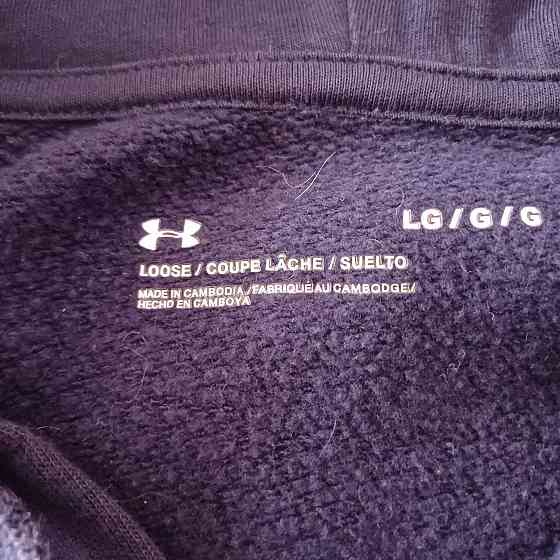 LG / G / G
LOOSE / COUPE LÂCHE / SUELTO
MADE IN CAMBODIA / FABRIQUÉ AU CAMBODGE /
HECHO EN CAMBOYA